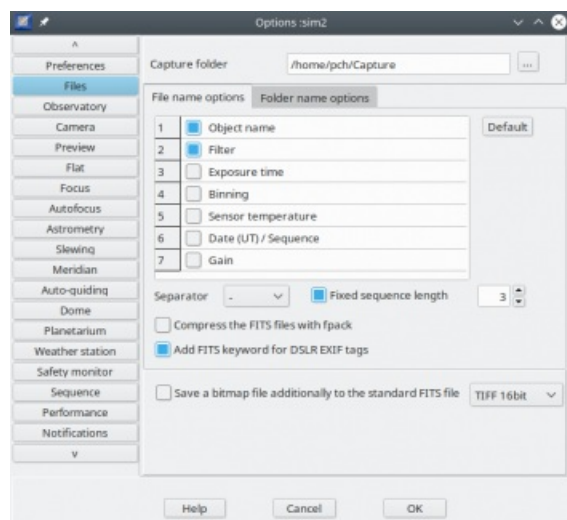 Options :sim2
^
Preferences
Files
Observatory
Camera
Preview
Flat
Focus
Autofocus
Astrometry
Slewing
Meridian
Auto-guiding
Dome
Planetarium
Weather station
Safety monitor
Sequence
Performance
Notifications
v
Capture folder /home/pch/Capture ...
File name options Folder name options
1 Object name Default
2 Filter
3 Exposure time
4 Binning
5 Sensor temperature
6 Date (UT) / Sequence
7 Gain
Separator - Fixed sequence length 3
Compress the FITS files with fpack
Add FITS keyword for DSLR EXIF tags
Save a bitmap file additionally to the standard FITS file TIFF 16bit
Help Cancel OK